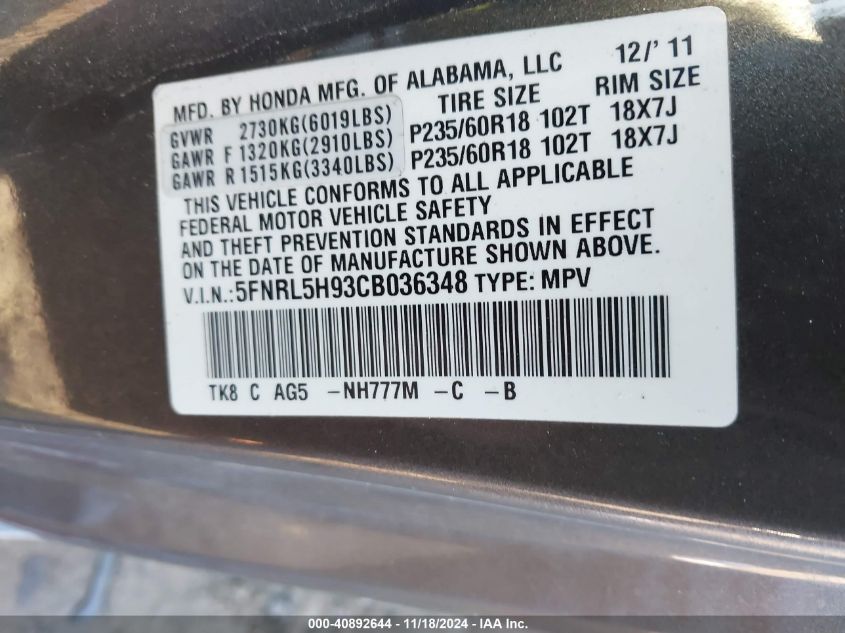 MFD. BY HONDA MFG. OF ALABAMA, LLC 12/' 11
TIRE SIZE RIM SIZE
GVWR 2730KG(6019LBS)
GAWR F 1320KG(2910LBS) P235/60R18 102T 18X7J
GAWR R 1515KG(3340LBS) P235/60R18 102T 18X7J
THIS VEHICLE CONFORMS TO ALL APPLICABLE
FEDERAL MOTOR VEHICLE SAFETY
AND THEFT PREVENTION STANDARDS IN EFFECT
ON THE DATE OF MANUFACTURE SHOWN ABOVE.
V.I.N.:5FNRL5H93CB036348 TYPE: MPV
TK8 C AG5 -NH777M -C -B
000-40892644 - 11/18/2024 - IAA Inc.